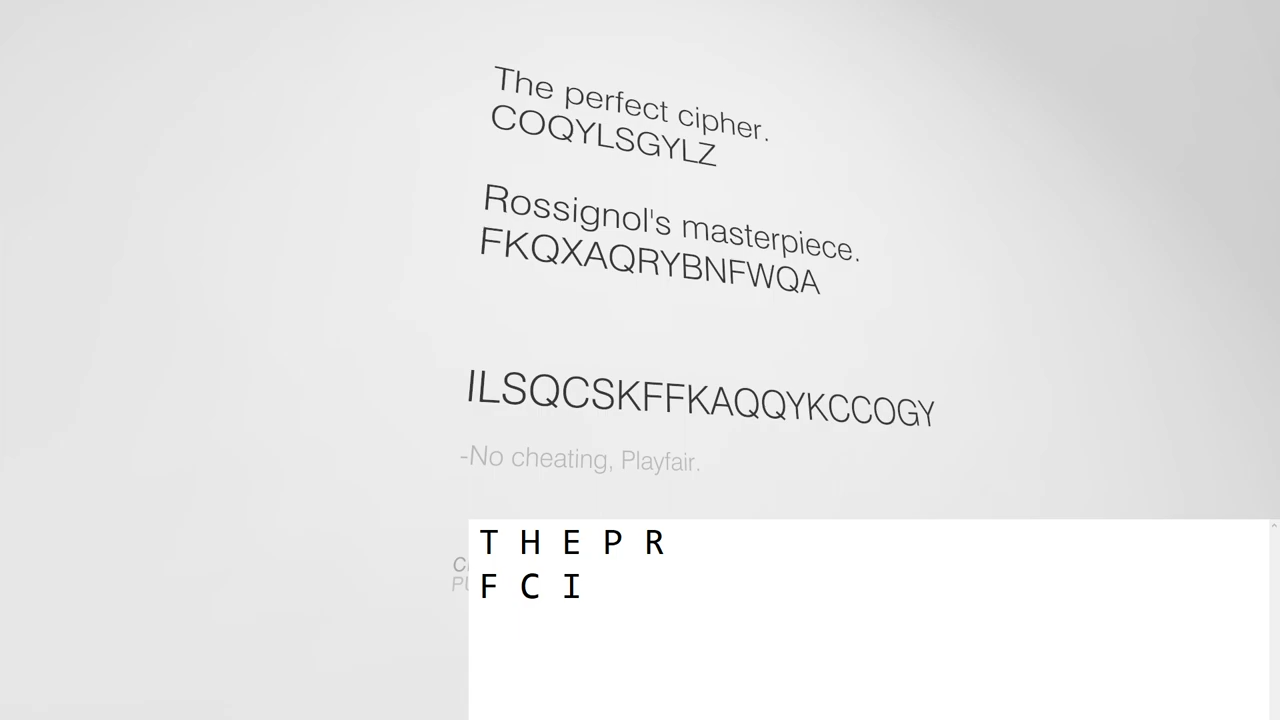 The perfect cipher.
COQYLSGYLZ
Rossignol's masterpiece.
FKQXAQRYBNFWQA
ILSQCSKFFKAQQYKCCOGY
-No cheating, Playfair.
T H E P R
F C I